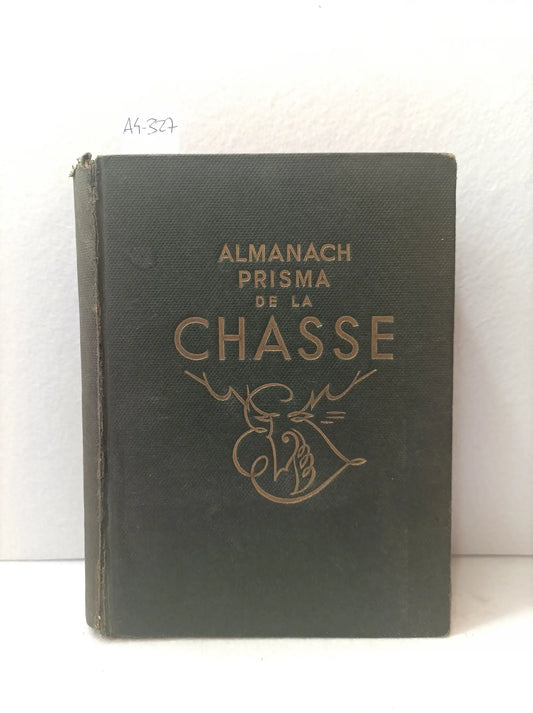 A4-327
ALMANACH
PRISMA
DE LA
CHASSE